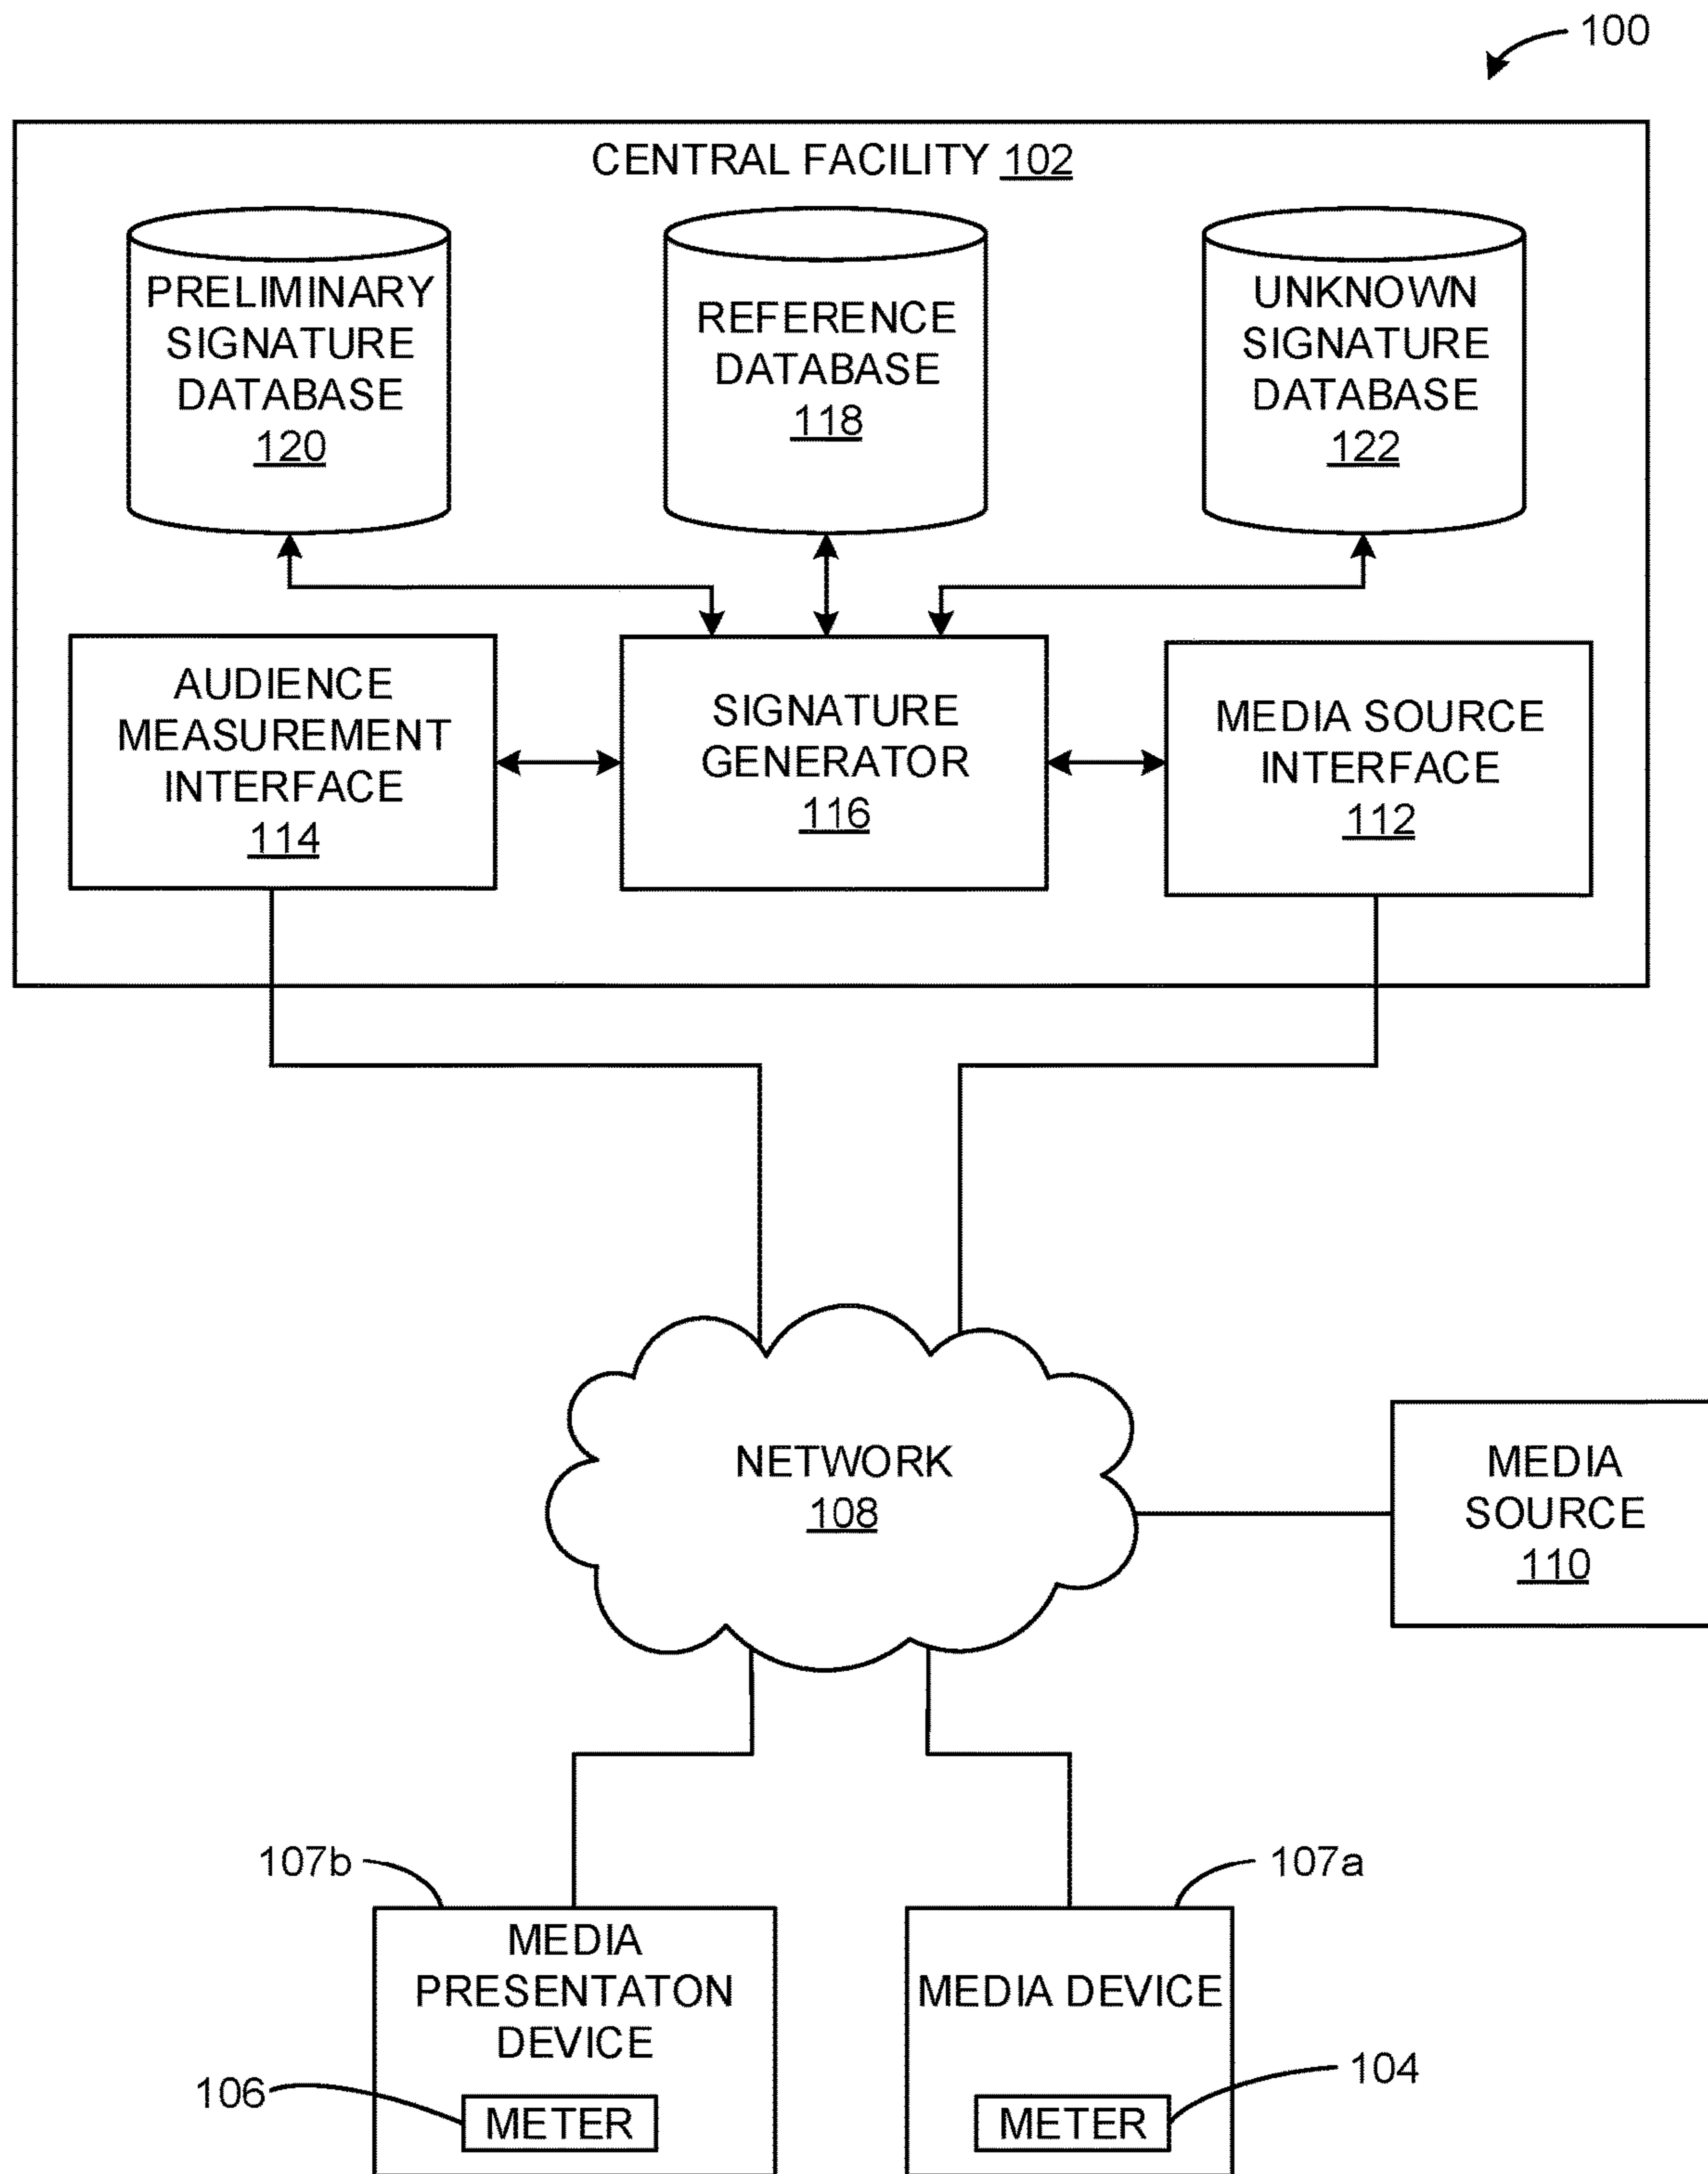 100
CENTRAL FACILITY 102
PRELIMINARY
SIGNATURE
DATABASE
120
REFERENCE
DATABASE
118
UNKNOWN
SIGNATURE
DATABASE
122
AUDIENCE
MEASUREMENT
INTERFACE
114
SIGNATURE
GENERATOR
116
MEDIA SOURCE
INTERFACE
112
NETWORK
108
MEDIA
SOURCE
110
107b
107a
MEDIA
PRESENTATON
DEVICE
106
METER
MEDIA DEVICE
104
METER